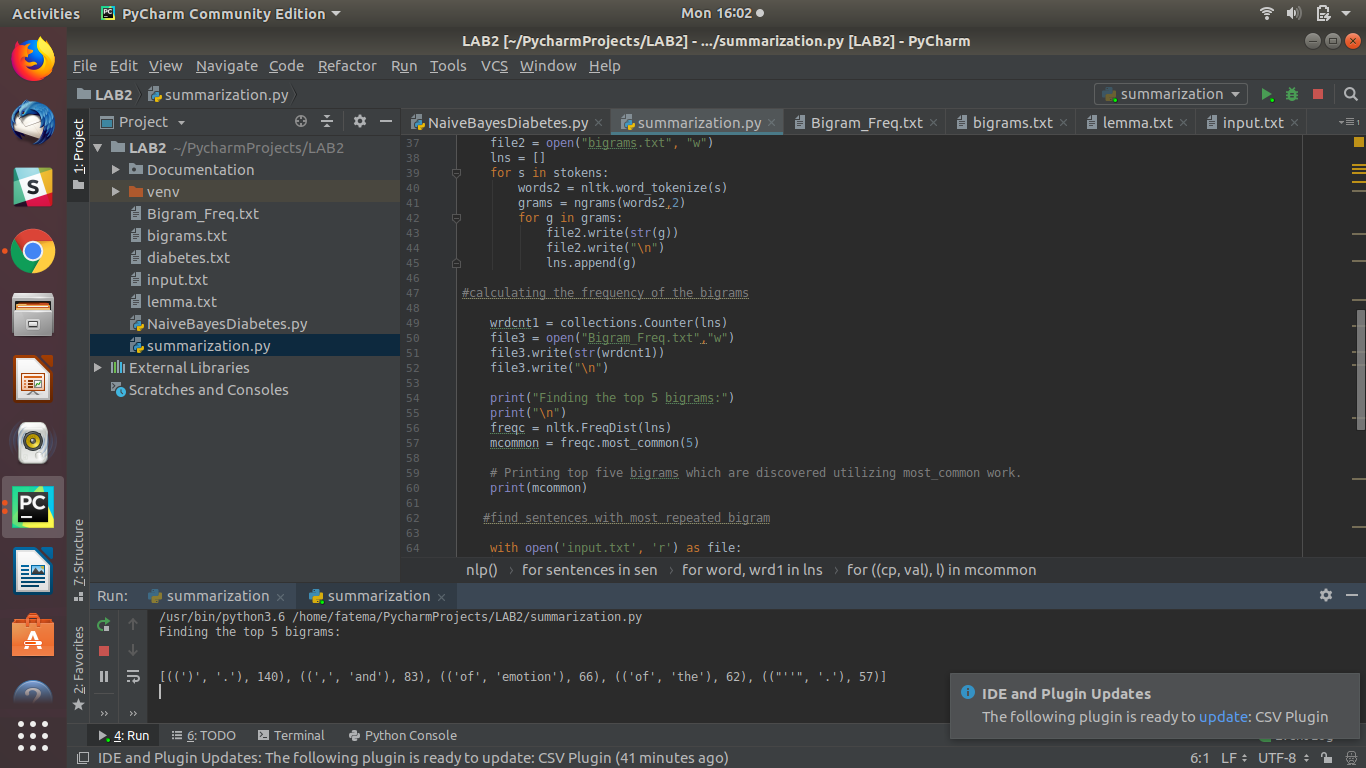 Activities PyCharm Community Edition Mon 16:02
LAB2 [~/PycharmProjects/LAB2] - .../summarization.py [LAB2] - PyCharm
File Edit View Navigate Code Refactor Run Tools VCS Window Help
LAB2 summarization.py summarization
1: Project
Project
NaiveBayesDiabetes.py summarization.py Bigram_Freq.txt bigrams.txt lemma.txt input.txt
LAB2 ~/PycharmProjects/LAB2
Documentation
venv
Bigram_Freq.txt
bigrams.txt
diabetes.txt
input.txt
lemma.txt
NaiveBayesDiabetes.py
summarization.py
External Libraries
Scratches and Consoles
37 file2 = open("bigrams.txt", "w")
38 lns = []
39 for s in stokens:
40 words2 = nltk.word_tokenize(s)
41 grams = ngrams(words2,2)
42 for g in grams:
43 file2.write(str(g))
44 file2.write("\n")
45 lns.append(g)
46
47 #calculating the frequency of the bigrams
48
49 wrdcnt1 = collections.Counter(lns)
50 file3 = open("Bigram_Freq.txt","w")
51 file3.write(str(wrdcnt1))
52 file3.write("\n")
53
54 print("Finding the top 5 bigrams:")
55 print("\n")
56 freqc = nltk.FreqDist(lns)
57 mcommon = freqc.most_common(5)
58
59 # Printing top five bigrams which are discovered utilizing most_common work.
60 print(mcommon)
61
62 #find sentences with most repeated bigram
63
64 with open('input.txt', 'r') as file:
nlp() › for sentences in sen › for word, wrd1 in lns › for ((cp, val), l) in mcommon
7: Structure
2: Favorites
Run: summarization summarization
/usr/bin/python3.6 /home/fatema/PycharmProjects/LAB2/summarization.py
Finding the top 5 bigrams:
[((')', '.'), 140), ((',', 'and'), 83), (('of', 'emotion'), 66), (('of', 'the'), 62), (("''", '.'), 57)]
IDE and Plugin Updates
The following plugin is ready to update: CSV Plugin
4: Run 6: TODO Terminal Python Console
IDE and Plugin Updates: The following plugin is ready to update: CSV Plugin (41 minutes ago) 6:1 LF UTF-8